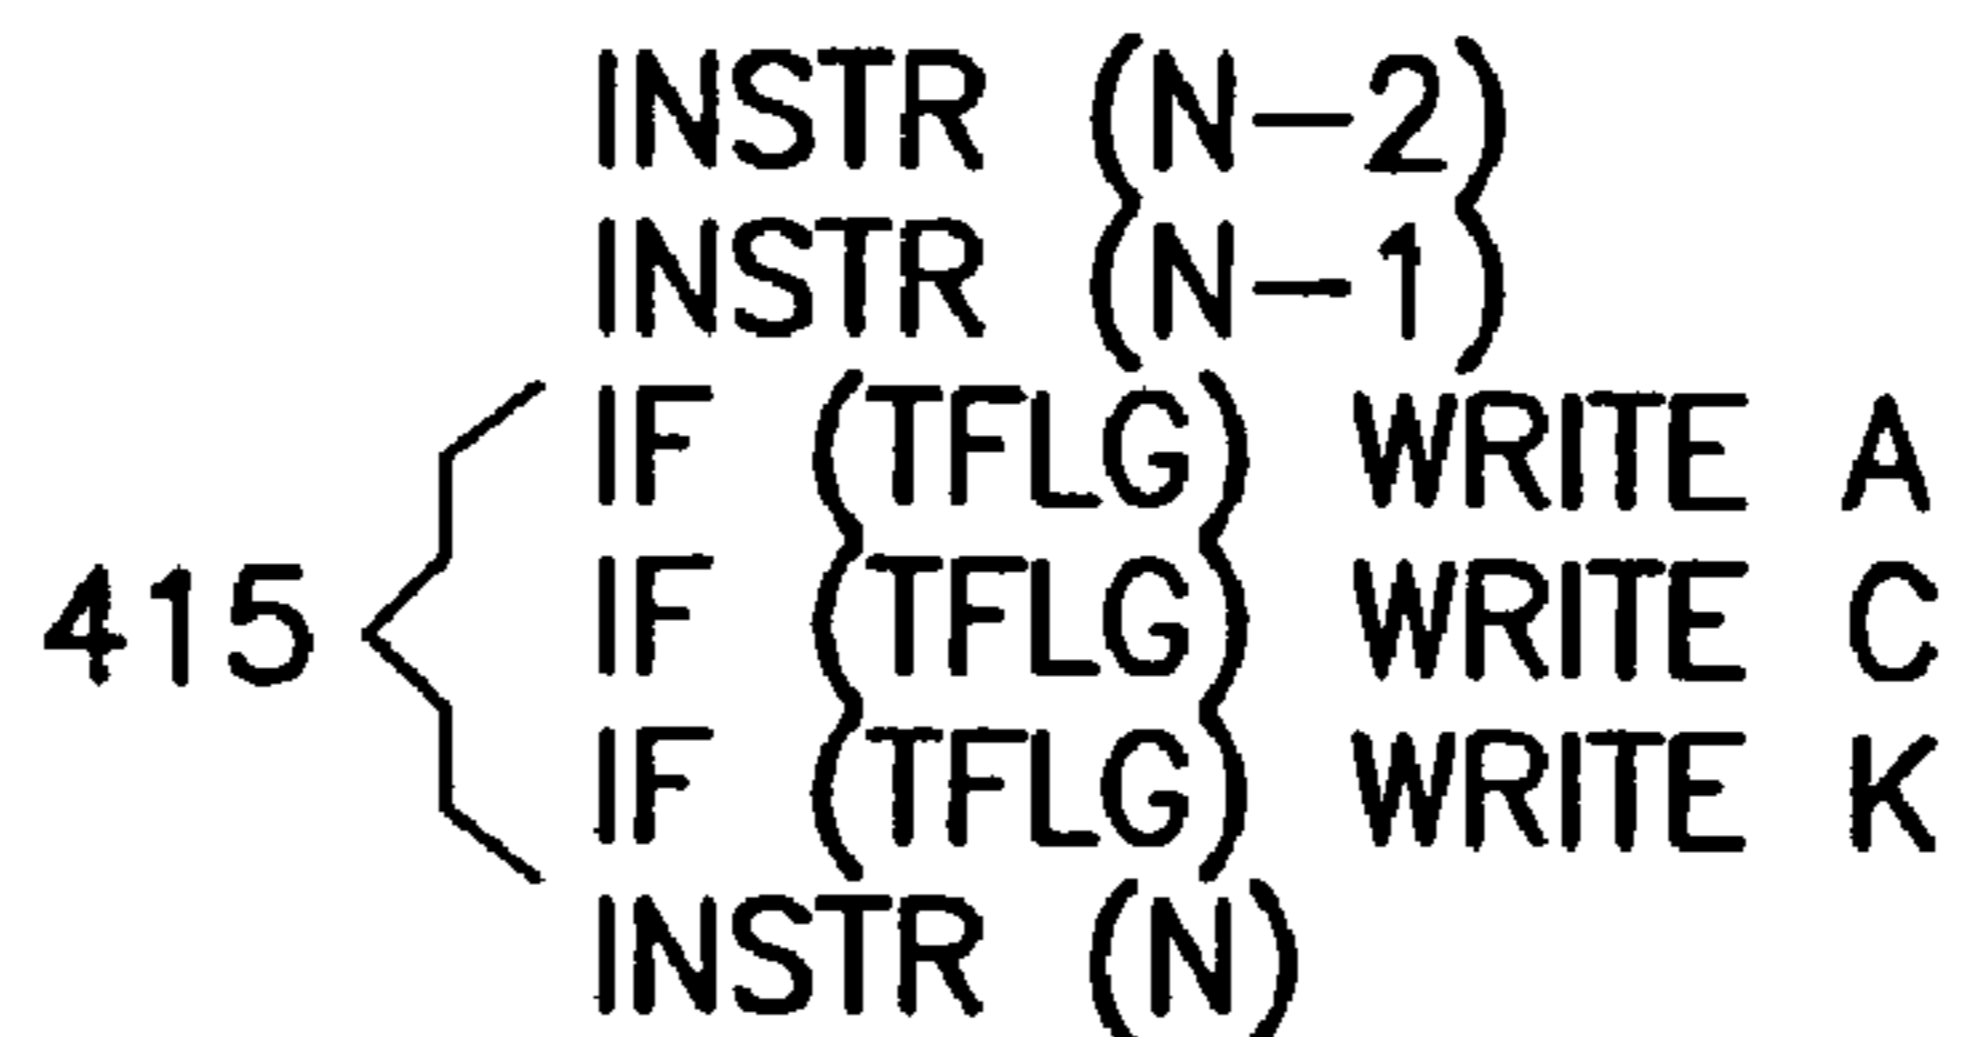 INSTR (N-2)
INSTR (N-1)
IF (TFLG) WRITE A
415 IF (TFLG) WRITE C
IF (TFLG) WRITE K
INSTR (N)